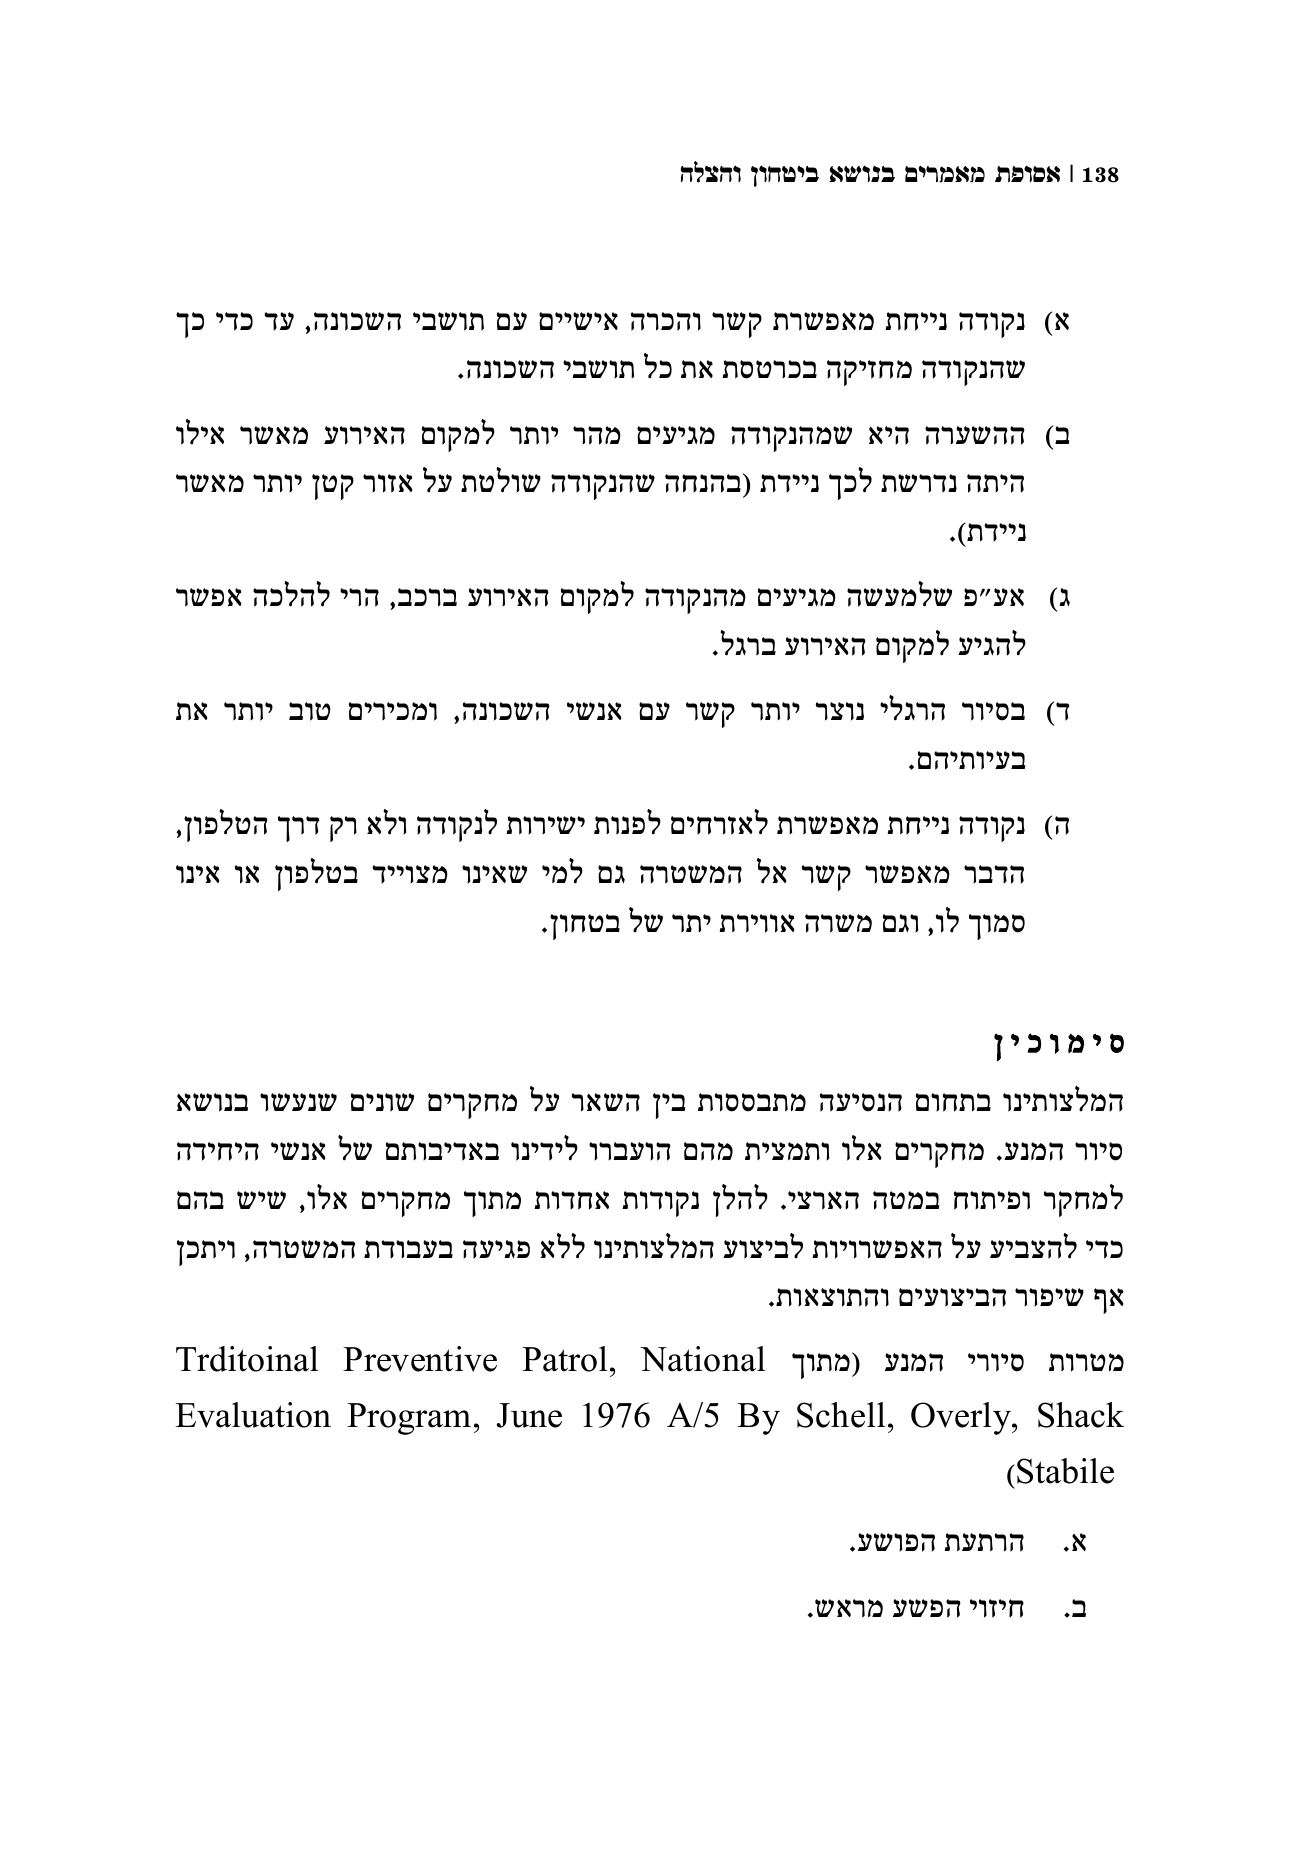 138 | אסופת מאמרים בנושא ביטחון והצלה
א) נקודה נייחת מאפשרת קשר והכרה אישיים עם תושבי השכונה, עד כדי כך
שהנקודה מחזיקה בכרטסת את כל תושבי השכונה.
ב) ההשערה היא שמהנקודה מגיעים מהר יותר למקום האירוע מאשר אילו
היתה נדרשת לכך ניידת (בהנחה שהנקודה שולטת על אזור קטן יותר מאשר
ניידת).
ג) אע״פ שלמעשה מגיעים מהנקודה למקום האירוע ברכב, הרי להלכה אפשר
להגיע למקום האירוע ברגל.
ד) בסיור הרגלי נוצר יותר קשר עם אנשי השכונה, ומכירים טוב יותר את
בעיותיהם.
ה) נקודה נייחת מאפשרת לאזרחים לפנות ישירות לנקודה ולא רק דרך הטלפון,
הדבר מאפשר קשר אל המשטרה גם למי שאינו מצוייד בטלפון או אינו
סמוך לו, וגם משרה אווירת יתר של בטחון.
סימוכין
המלצותינו בתחום הנסיעה מתבססות בין השאר על מחקרים שונים שנעשו בנושא
סיור המנע. מחקרים אלו ותמצית מהם הועברו לידינו באדיבותם של אנשי היחידה
למחקר ופיתוח במטה הארצי. להלן נקודות אחדות מתוך מחקרים אלו, שיש בהם
כדי להצביע על האפשרויות לביצוע המלצותינו ללא פגיעה בעבודת המשטרה, ויתכן
אף שיפור הביצועים והתוצאות.
מטרות סיורי המנע (מתוך Trditoinal Preventive Patrol, National
Evaluation Program, June 1976 A/5 By Schell, Overly, Shack
Stabile)
א. הרתעת הפושע.
ב. חיזוי הפשע מראש.